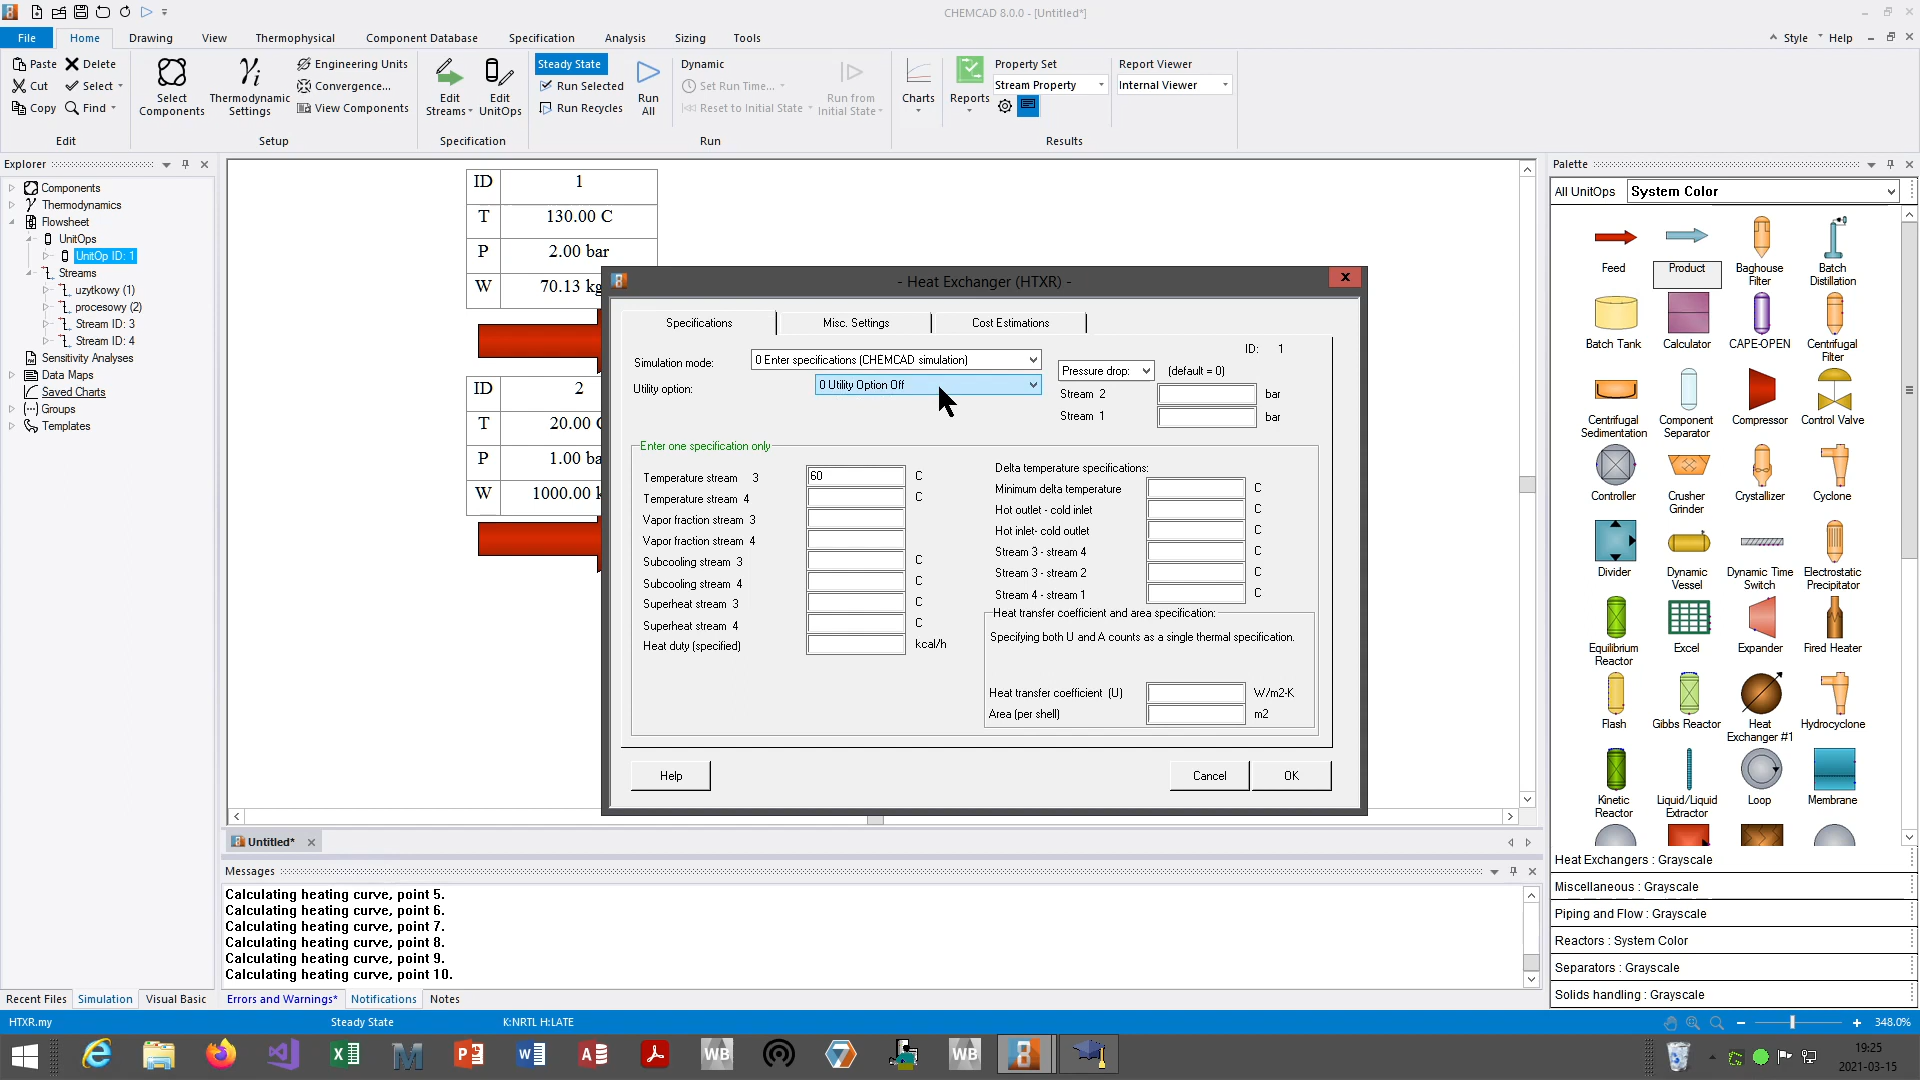 CHEMCAD 8.0.0 - [Untitled*]
File Home Drawing View Thermophysical Component Database Specification Analysis Sizing Tools Style Help
Paste Delete
Cut Select
Copy Find
Edit
Select Components
Thermodynamic Settings
Engineering Units
Convergence...
View Components
Setup
Edit Streams
Edit UnitOps
Specification
Steady State
Run Selected
Run Recycles
Run All
Dynamic
Set Run Time...
Reset to Initial State
Run from Initial State
Run
Charts
Reports
Property Set
Stream Property
Report Viewer
Internal Viewer
Results
Explorer
Components
Thermodynamics
Flowsheet
UnitOps
UnitOp ID: 1
Streams
uzytkowy (1)
procesowy (2)
Stream ID: 3
Stream ID: 4
Sensitivity Analyses
Data Maps
Saved Charts
Groups
Templates
ID 1
T 130.00 C
P 2.00 bar
W 70.13 kg
ID 2
T 20.00 C
P 1.00 ba
W 1000.00 k
- Heat Exchanger (HTXR) -
Specifications Misc. Settings Cost Estimations
ID: 1
Simulation mode: 0 Enter specifications (CHEMCAD simulation)
Utility option: 0 Utility Option Off
Pressure drop: (default = 0)
Stream 2 bar
Stream 1 bar
Enter one specification only
Temperature stream 3 60 C
Temperature stream 4 C
Vapor fraction stream 3
Vapor fraction stream 4
Subcooling stream 3 C
Subcooling stream 4 C
Superheat stream 3 C
Superheat stream 4 C
Heat duty (specified) kcal/h
Delta temperature specifications:
Minimum delta temperature C
Hot outlet - cold inlet C
Hot inlet- cold outlet C
Stream 3 - stream 4 C
Stream 3 - stream 2 C
Stream 4 - stream 1 C
Heat transfer coefficient and area specification:
Specifying both U and A counts as a single thermal specification.
Heat transfer coefficient (U) W/m2-K
Area (per shell) m2
Help Cancel OK
Untitled*
Messages
Calculating heating curve, point 5.
Calculating heating curve, point 6.
Calculating heating curve, point 7.
Calculating heating curve, point 8.
Calculating heating curve, point 9.
Calculating heating curve, point 10.
Recent Files Simulation Visual Basic
Errors and Warnings* Notifications Notes
Palette
All UnitOps System Color
Feed
Product
Baghouse Filter
Batch Distillation
Batch Tank
Calculator
CAPE-OPEN
Centrifugal Filter
Centrifugal Sedimentation
Component Separator
Compressor
Control Valve
Controller
Crusher Grinder
Crystallizer
Cyclone
Divider
Dynamic Vessel
Dynamic Time Switch
Electrostatic Precipitator
Equilibrium Reactor
Excel
Expander
Fired Heater
Flash
Gibbs Reactor
Heat Exchanger #1
Hydrocyclone
Kinetic Reactor
Liquid/Liquid Extractor
Loop
Membrane
Heat Exchangers : Grayscale
Miscellaneous : Grayscale
Piping and Flow : Grayscale
Reactors : System Color
Separators : Grayscale
Solids handling : Grayscale
HTXR.my Steady State K:NRTL H:LATE 348.0%
WB
WB
19:25
2021-03-15